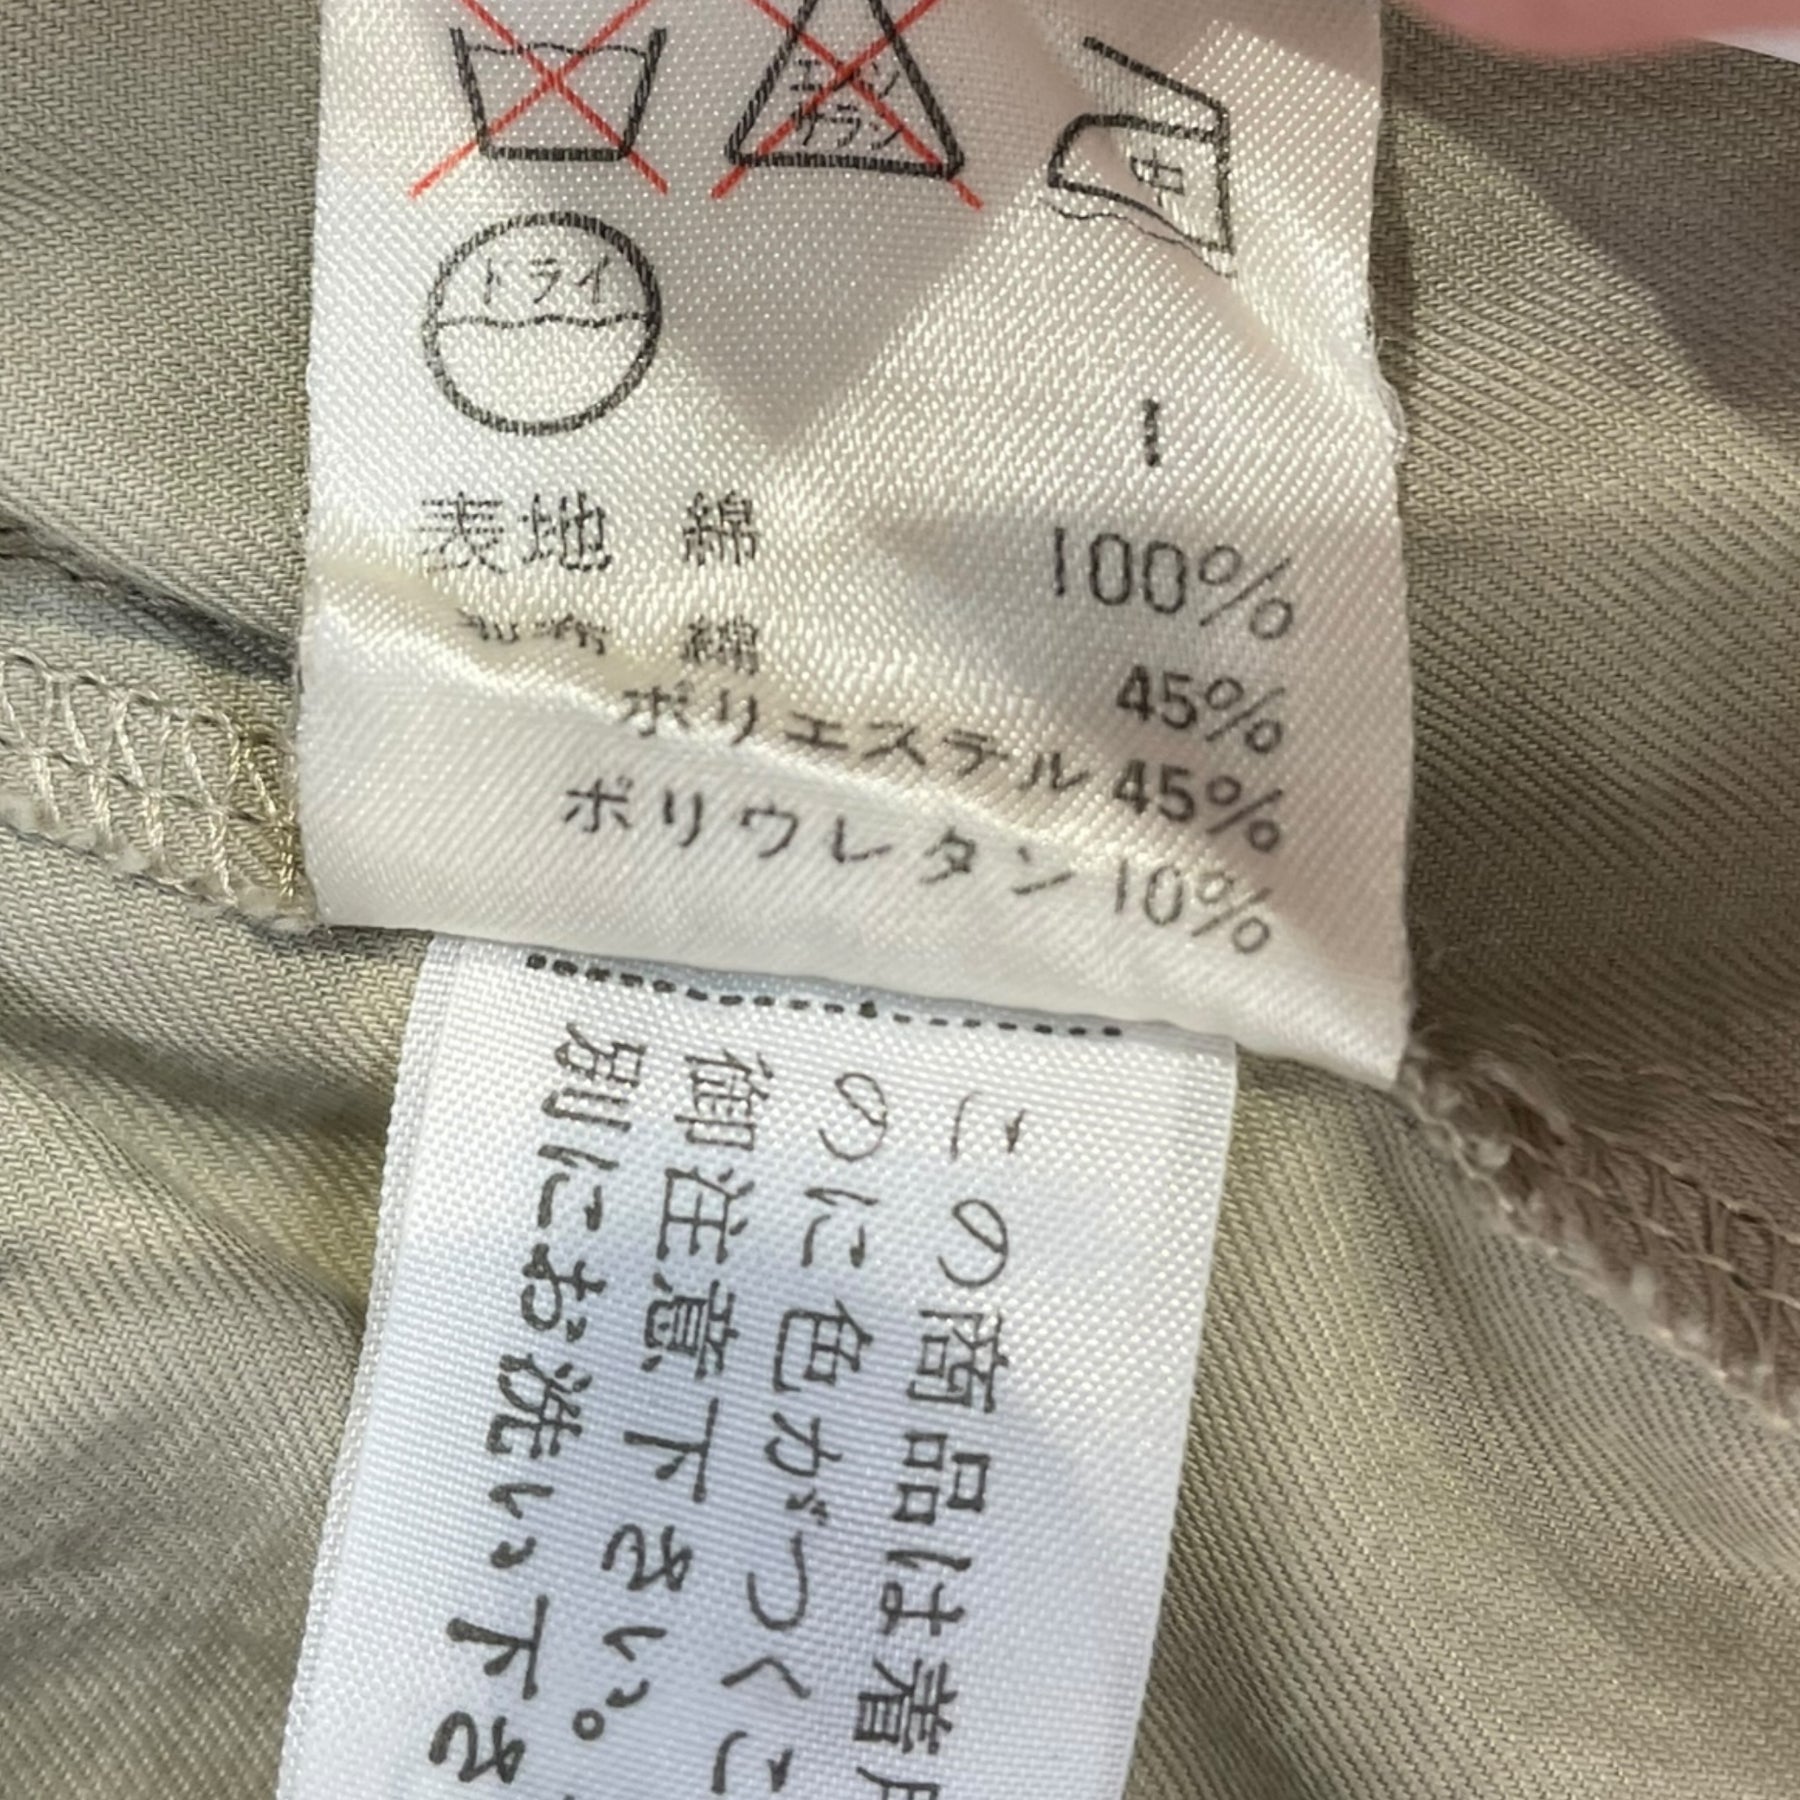 エンソ
サラシ
中
ドライ
1
表地 綿 100%
綿 45%
ポリエステル 45%
ポリウレタン 10%
この商品は着
のに色がつくこ
御注意下さい。
別にお洗い下さ